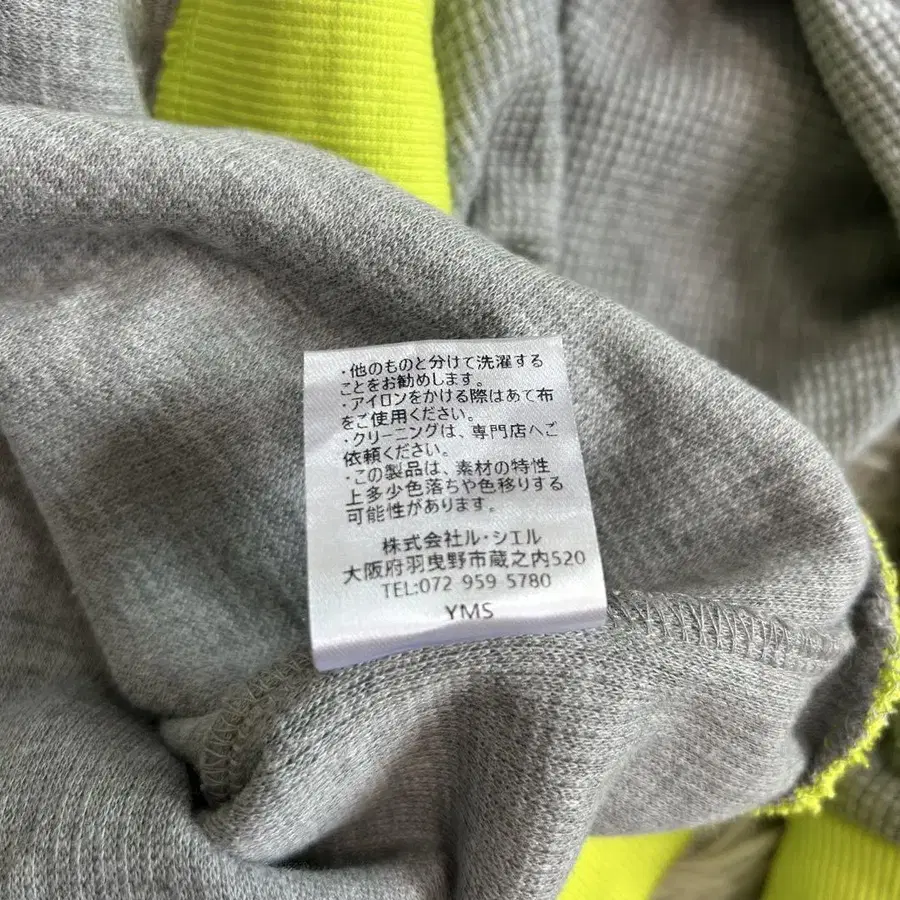 ・他のものと分けて洗濯する
ことをお勧めします。
・アイロンをかける際はあて布
をご使用ください。
・クリーニングは、専門店へご
依頼ください。
・この製品は、素材の特性
上多少色落ちや色移りする
可能性があります。
株式会社ル・シエル
大阪府羽曳野市蔵之内520
TEL:072 959 5780
YMS